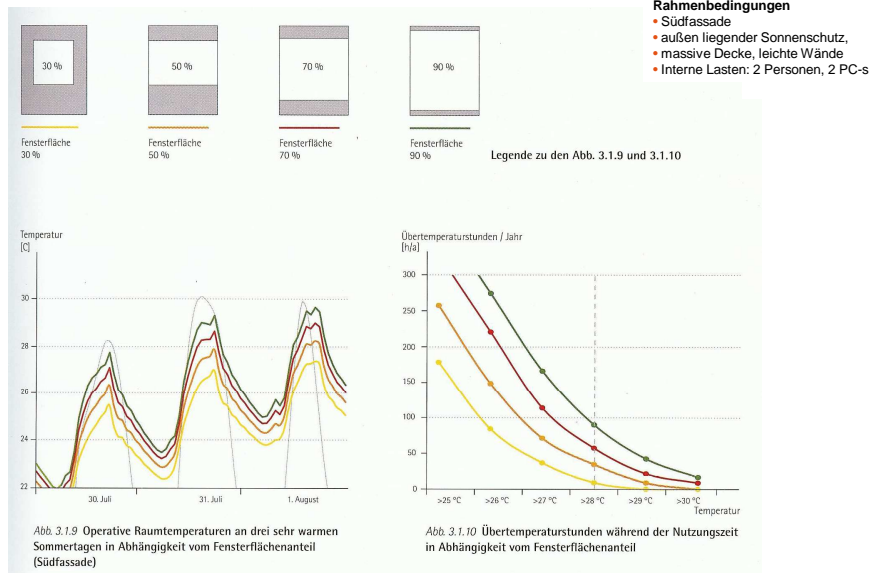 Rahmenbedingungen
• Südfassade
• außen liegender Sonnenschutz,
• massive Decke, leichte Wände
• Interne Lasten: 2 Personen, 2 PC-s
30 %
50 %
70 %
90 %
Fensterfläche
30 %
Fensterfläche
50 %
Fensterfläche
70 %
Fensterfläche
90 %
Legende zu den Abb. 3.1.9 und 3.1.10
Temperatur
[C]
30
28
26
24
22
30. Juli
31. Juli
1. August
Abb. 3.1.9 Operative Raumtemperaturen an drei sehr warmen
Sommertagen in Abhängigkeit vom Fensterflächenanteil
(Südfassade)
Übertemperaturstunden / Jahr
[h/a]
300
250
200
150
100
50
0
>25 °C
>26 °C
>27 °C
>28 °C
>29 °C
>30 °C
Temperatur
Abb. 3.1.10 Übertemperaturstunden während der Nutzungszeit
in Abhängigkeit vom Fensterflächenanteil